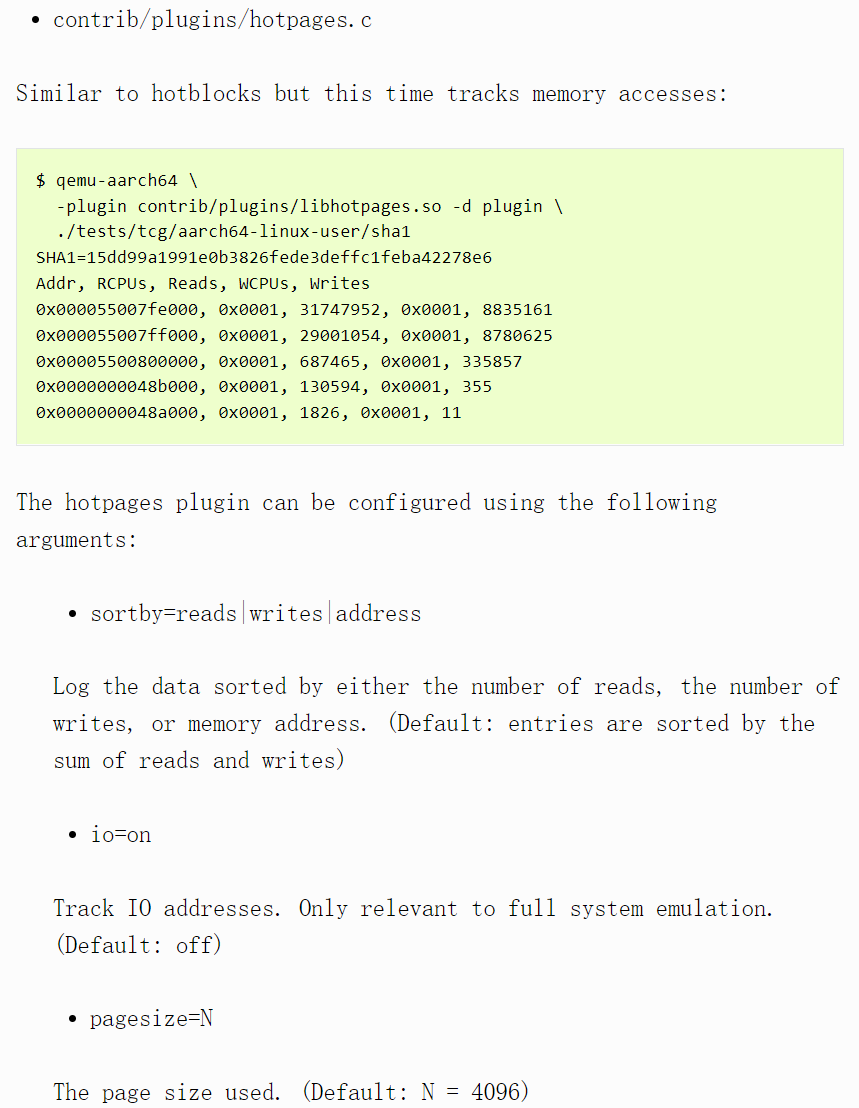 • contrib/plugins/hotpages.c
Similar to hotblocks but this time tracks memory accesses:
$ qemu-aarch64 \
  -plugin contrib/plugins/libhotpages.so -d plugin \
  ./tests/tcg/aarch64-linux-user/sha1
SHA1=15dd99a1991e0b3826fede3deffc1feba42278e6
Addr, RCPUs, Reads, WCPUs, Writes
0x000055007fe000, 0x0001, 31747952, 0x0001, 8835161
0x000055007ff000, 0x0001, 29001054, 0x0001, 8780625
0x00005500800000, 0x0001, 687465, 0x0001, 335857
0x0000000048b000, 0x0001, 130594, 0x0001, 355
0x0000000048a000, 0x0001, 1826, 0x0001, 11
The hotpages plugin can be configured using the following
arguments:
• sortby=reads|writes|address
Log the data sorted by either the number of reads, the number of
writes, or memory address. (Default: entries are sorted by the
sum of reads and writes)
• io=on
Track IO addresses. Only relevant to full system emulation.
(Default: off)
• pagesize=N
The page size used. (Default: N = 4096)